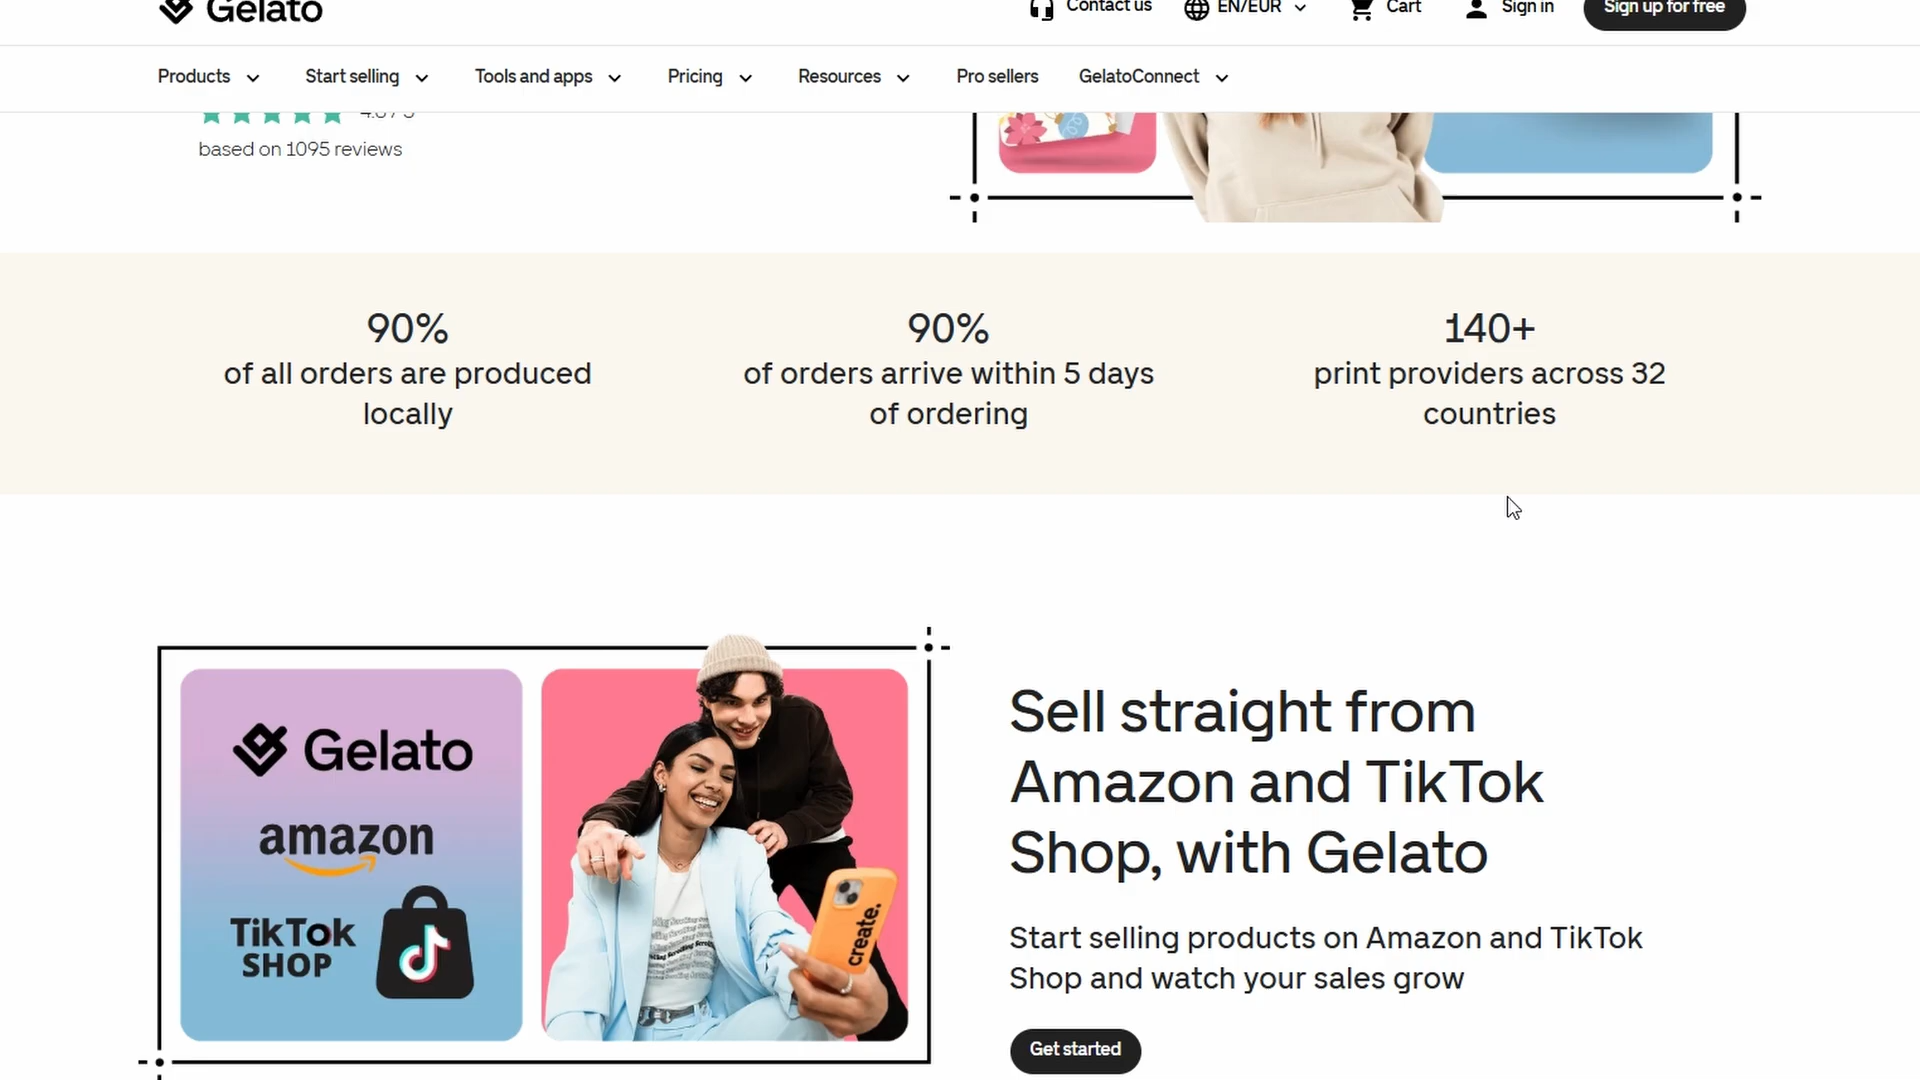 Gelato
Contact us
EN/EUR
Cart
Sign in
Sign up for free
Products
Start selling
Tools and apps
Pricing
Resources
Pro sellers
GelatoConnect
based on 1095 reviews
90%
of all orders are produced
locally
90%
of orders arrive within 5 days
of ordering
140+
print providers across 32
countries
Gelato
amazon
TikTok
SHOP
create.
Sell straight from
Amazon and TikTok
Shop, with Gelato
Start selling products on Amazon and TikTok
Shop and watch your sales grow
Get started